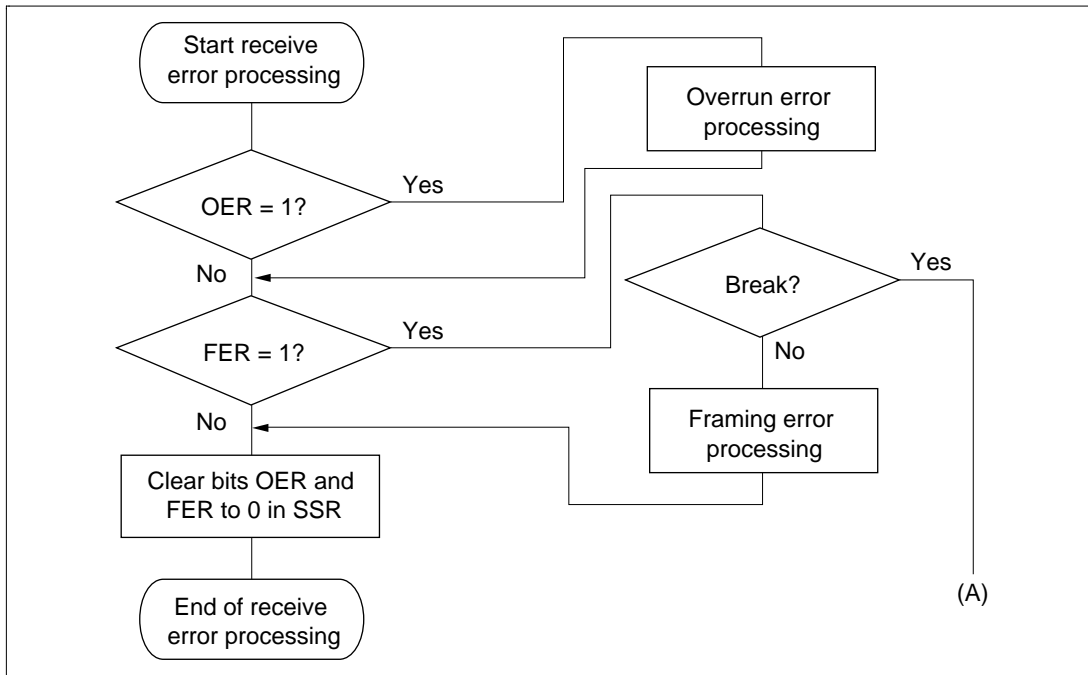 Start receive
error processing
Overrun error
processing
Yes
OER = 1?
No
Yes
Break?
Yes
FER = 1?
No
No
Framing error
processing
Clear bits OER and
FER to 0 in SSR
(A)
End of receive
error processing